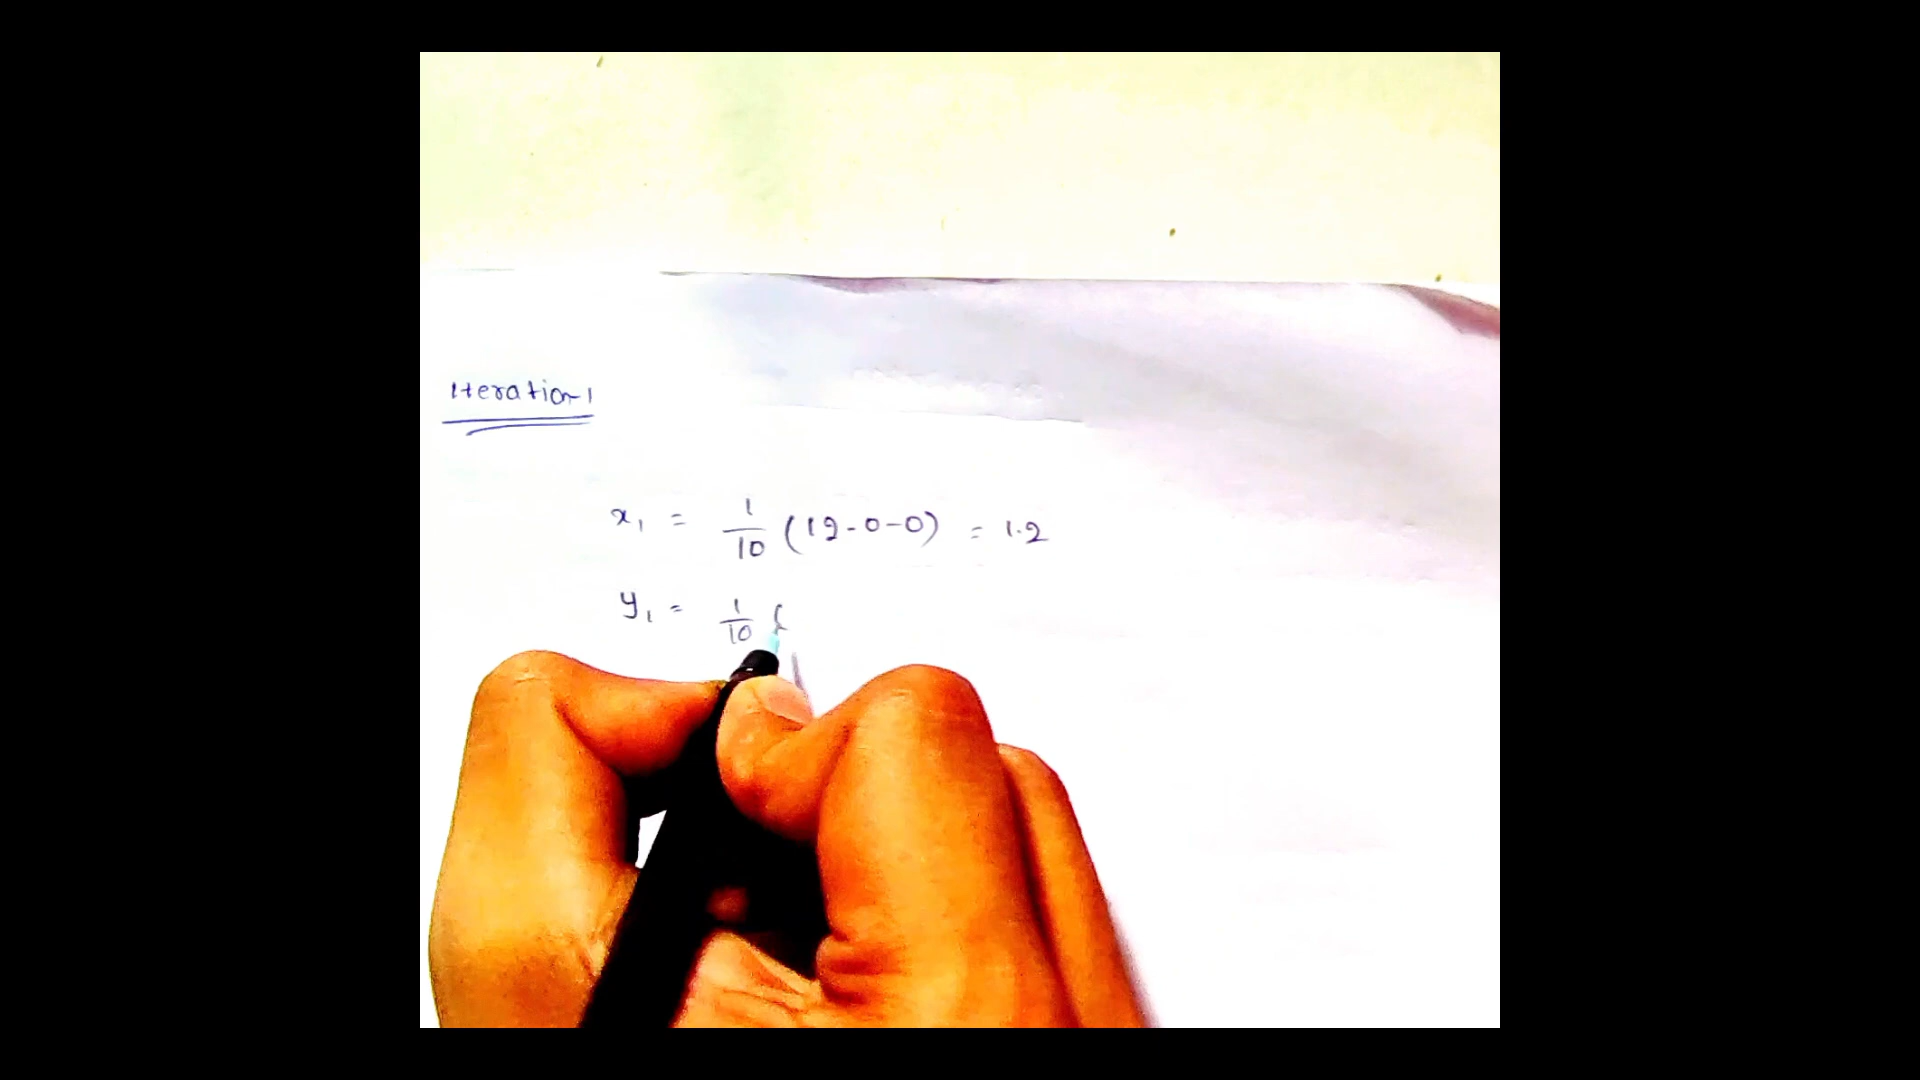 Iteration-1
x₁ = 1/10 (12-0-0) = 1.2
y₁ = 1/10 (